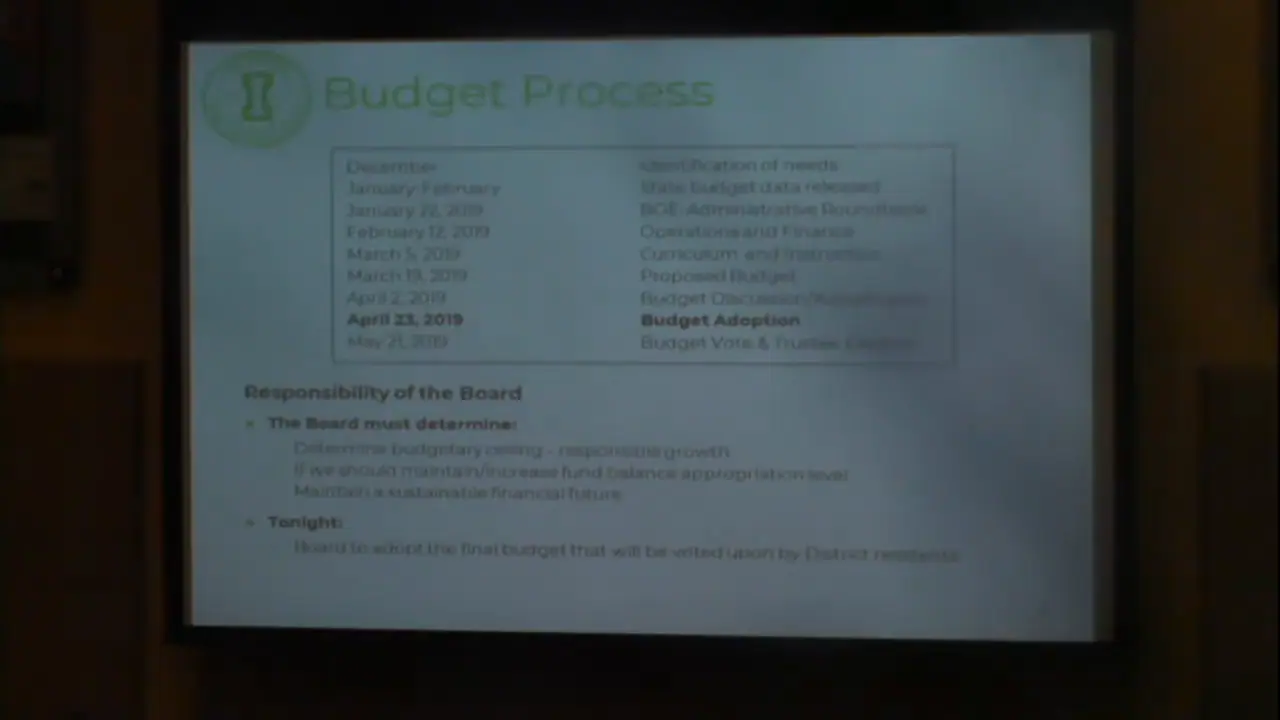 Budget Process
December Identification of needs
January-February State budget data released
January 22, 2019 BOE-Administrative Roundtable
February 12, 2019 Operations and Finance
March 5, 2019 Curriculum and Instruction
March 19, 2019 Proposed Budget
April 2, 2019 Budget Discussion
April 23, 2019 Budget Adoption
May 21, 2019 Budget Vote & Trustee Election
Responsibility of the Board
The Board must determine:
Determine budgetary ceiling - responsible growth
If we should maintain/increase fund balance appropriation level
Maintain a sustainable financial future
Tonight:
Board to adopt the final budget that will be voted upon by District residents